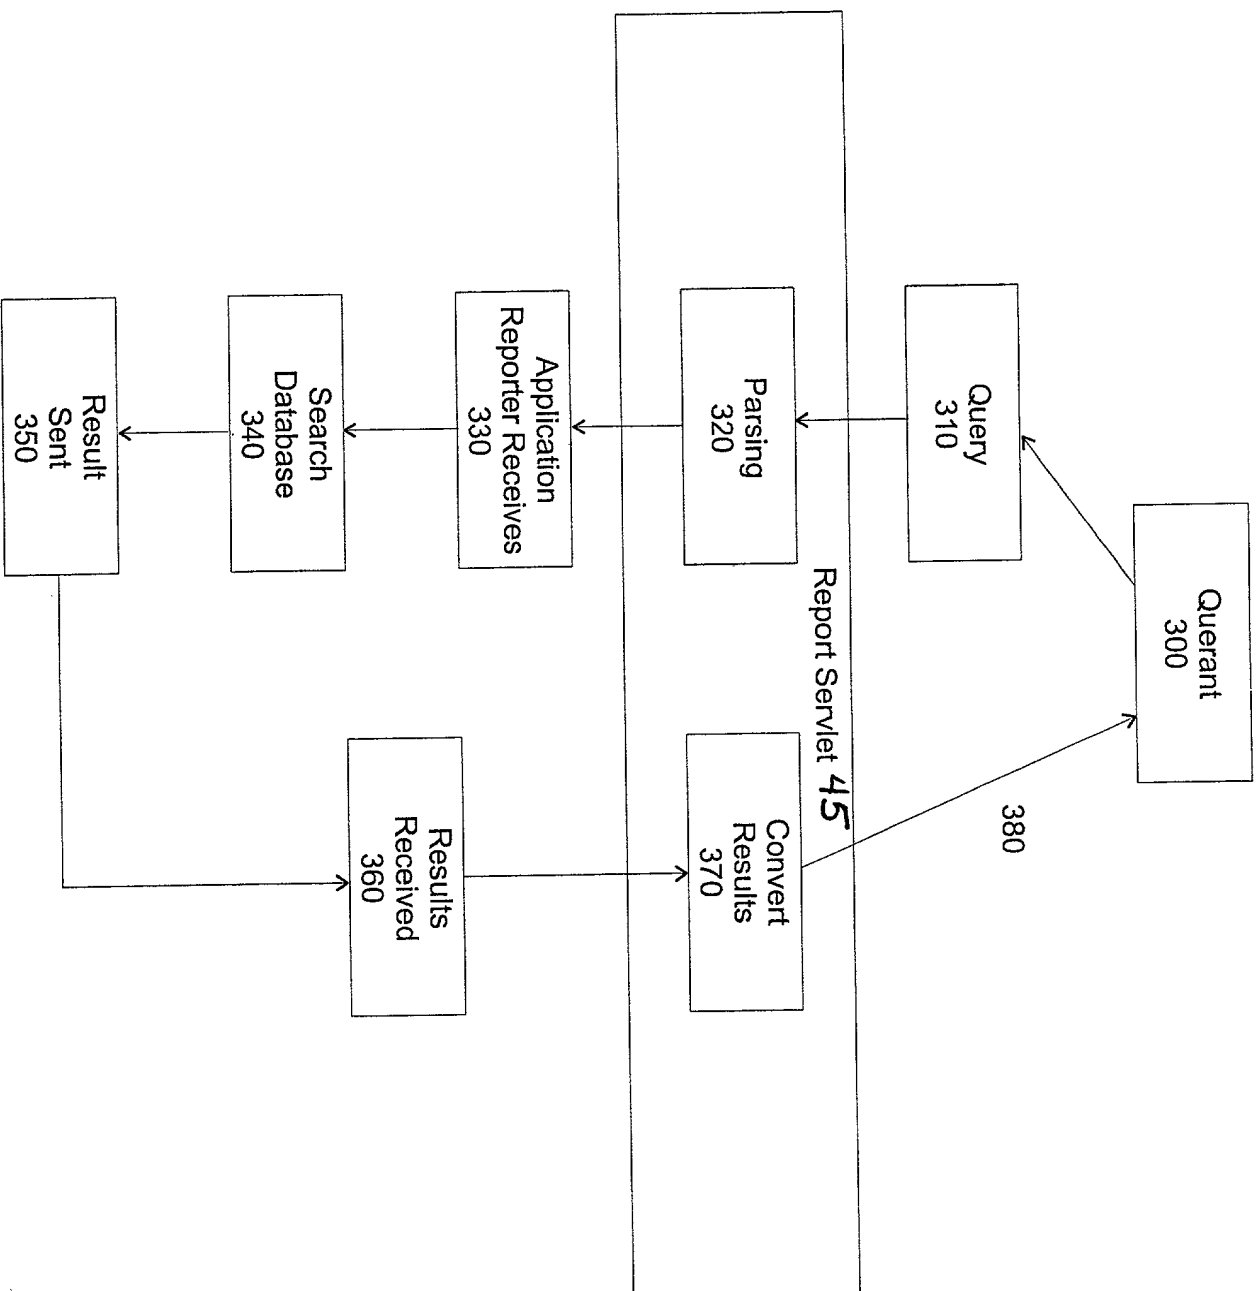 Querant
300
380
Query
310
Report Servlet 45
Parsing
320
Convert
Results
370
Application
Reporter Receives
330
Results
Received
360
Search
Database
340
Result
Sent
350